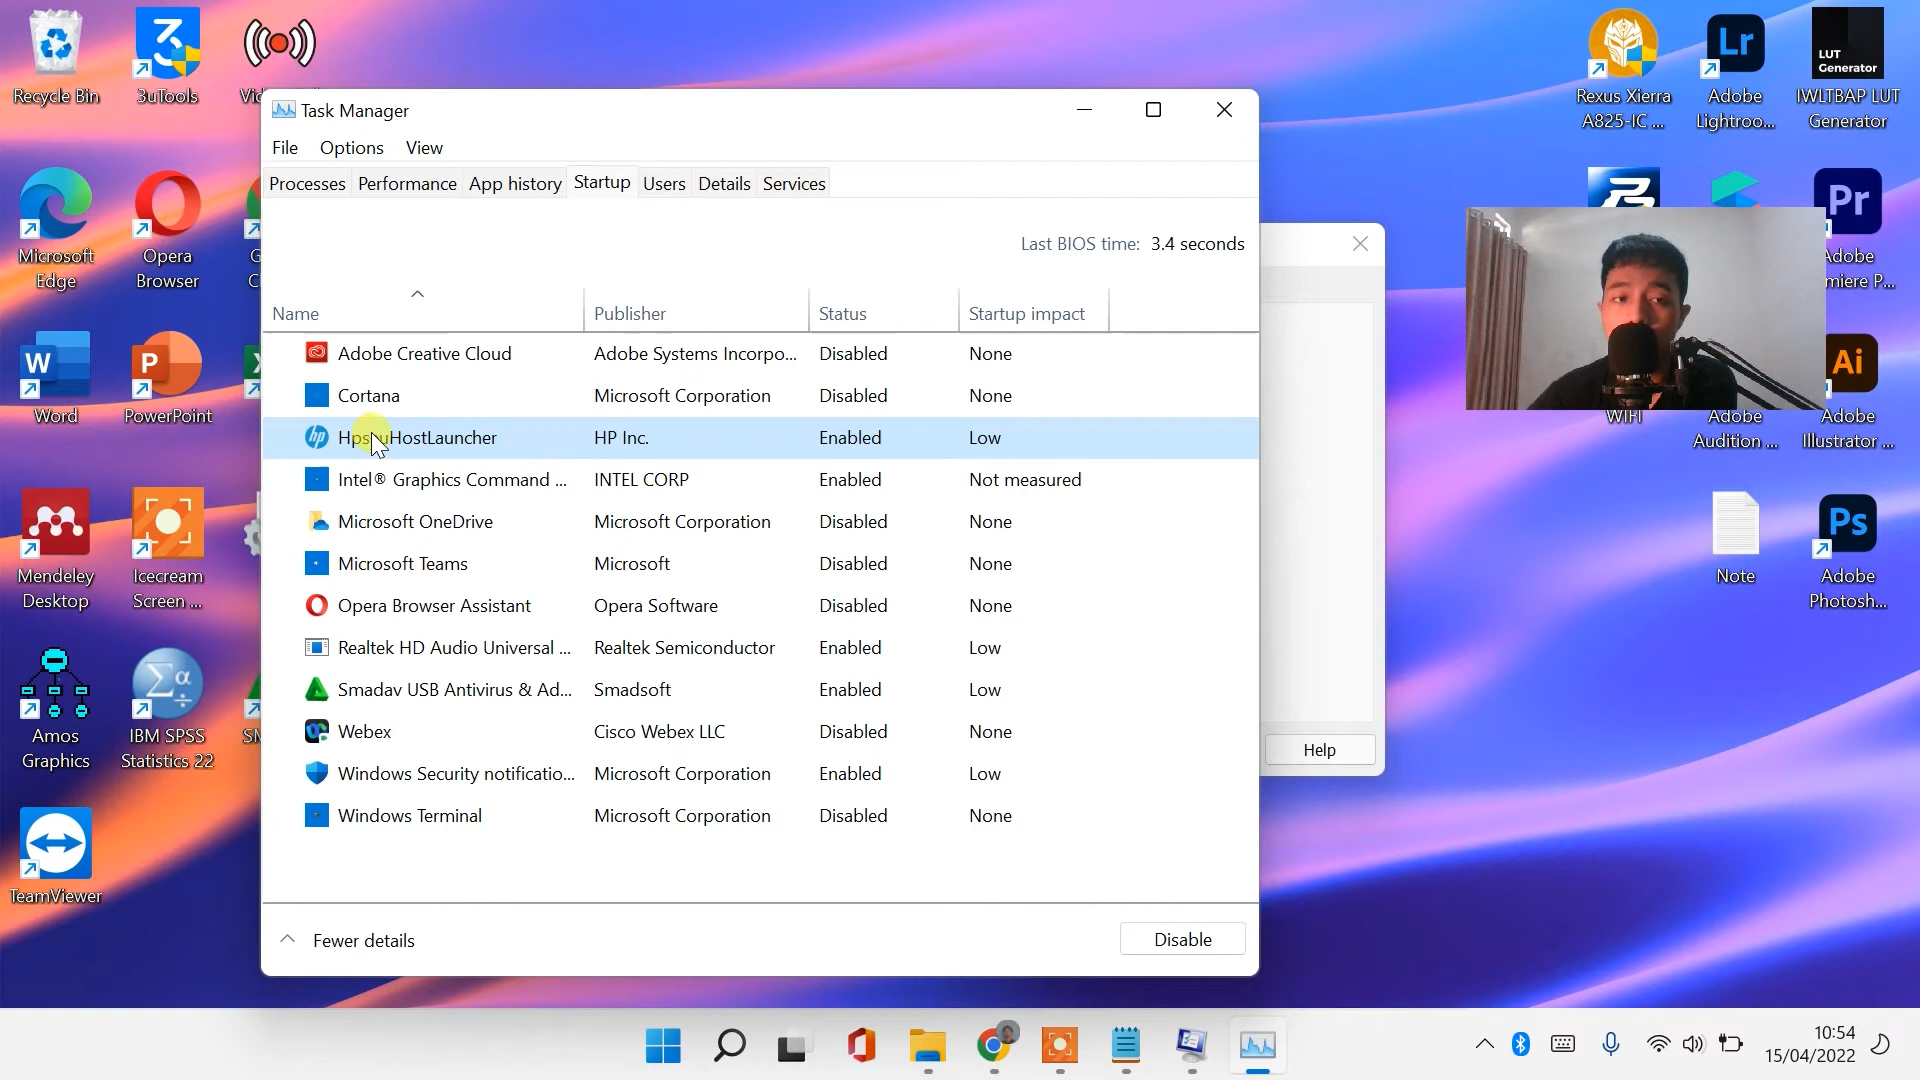 Recycle Bin
3uTools
Task Manager
File Options View
Processes Performance App history Startup Users Details Services
Last BIOS time: 3.4 seconds
Name Publisher Status Startup impact
Adobe Creative Cloud Adobe Systems Incorpo... Disabled None
Cortana Microsoft Corporation Disabled None
HostLauncher HP Inc. Enabled Low
Intel® Graphics Command ... INTEL CORP Enabled Not measured
Microsoft OneDrive Microsoft Corporation Disabled None
Microsoft Teams Microsoft Disabled None
Opera Browser Assistant Opera Software Disabled None
Realtek HD Audio Universal ... Realtek Semiconductor Enabled Low
Smadav USB Antivirus & Ad... Smadsoft Enabled Low
Webex Cisco Webex LLC Disabled None
Windows Security notificatio... Microsoft Corporation Enabled Low
Windows Terminal Microsoft Corporation Disabled None
Fewer details
Disable
Help
Microsoft
Edge
Opera
Browser
Word
PowerPoint
Mendeley
Desktop
Icecream
Screen ...
Amos
Graphics
IBM SPSS
Statistics 22
TeamViewer
Rexus Xierra
A825-IC ...
Lr
Adobe
Lightroo...
LUT
Generator
IWLTBAP LUT
Generator
Pr
Adobe
miere P...
WIFI
Adobe
Audition ...
Ai
Adobe
Illustrator ...
Note
Ps
Adobe
Photosh...
10:54
15/04/2022